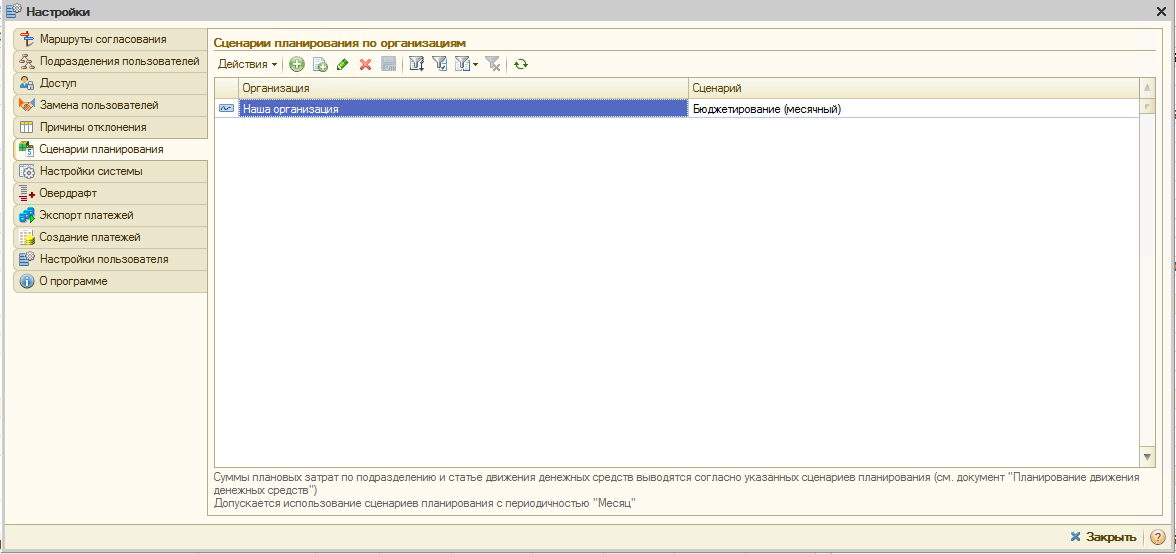 Настройки
Маршруты согласования
Подразделения пользователей
Доступ
Замена пользователей
Причины отклонения
Сценарии планирования
Настройки системы
Овердрафт
Экспорт платежей
Создание платежей
Настройки пользователя
О программе
Сценарии планирования по организациям
Действия
Организация Сценарий
Наша организация Бюджетирование (месячный)
Суммы плановых затрат по подразделению и статье движения денежных средств выводятся согласно указанных сценариев планирования (см. документ "Планирование движения
денежных средств")
Допускается использование сценариев планирования с периодичностью "Месяц"
Закрыть